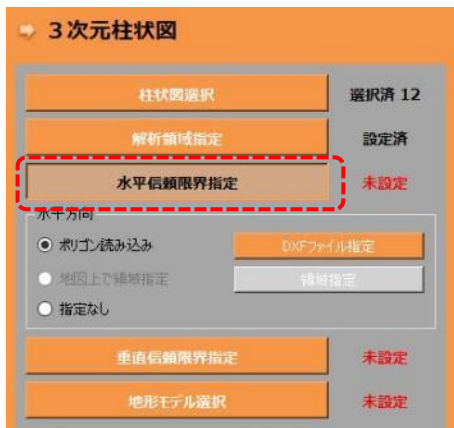 3次元柱状図
柱状図選択 選択済 12
解析領域指定 設定済
水平信頼限界指定 未設定
水平方向
ポリゴン読み込み DXFファイル指定
地図上で領域指定 領域指定
指定なし
垂直信頼限界指定 未設定
地形モデル選択 未設定